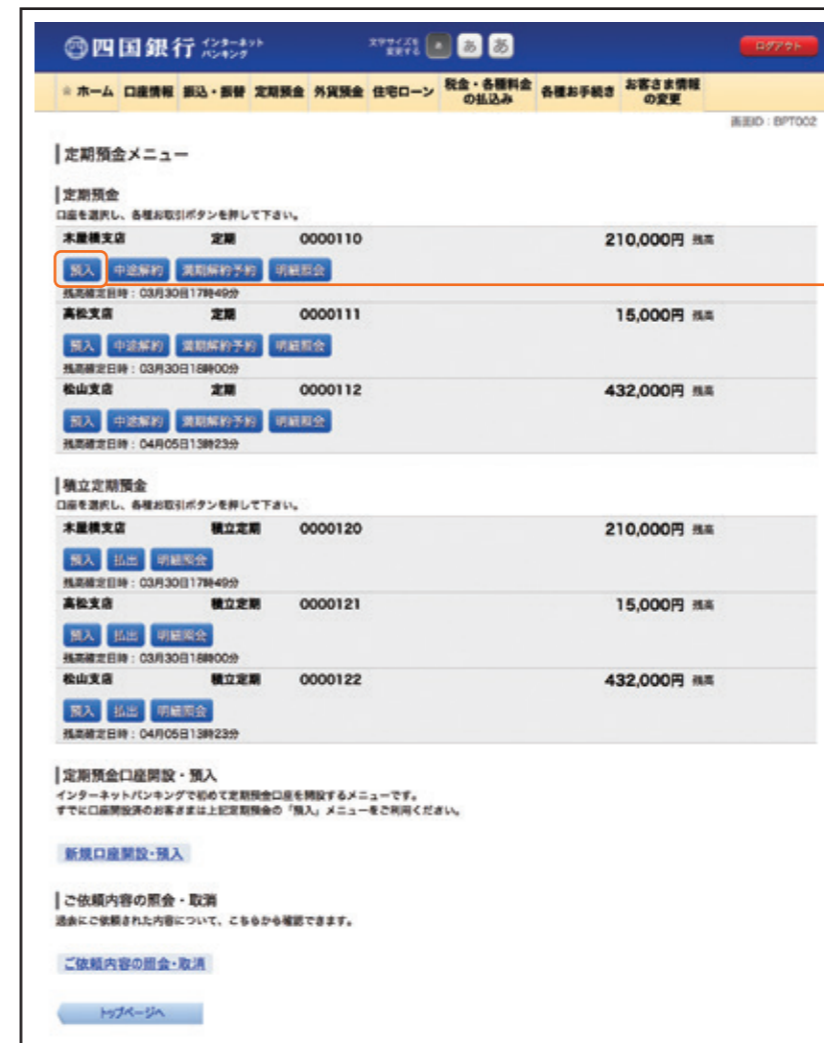 四国銀行 インターネットバンキング 文字サイズを変更する あ あ あ ログアウト
ホーム 口座情報 振込・振替 定期預金 外貨預金 住宅ローン 税金・各種料金の払込み 各種お手続き お客さま情報の変更
画面ID：BPT002
定期預金メニュー
定期預金
口座を選択し、各種お取引ボタンを押して下さい。
木屋橋支店 定期 0000110 210,000円 残高
預入 中途解約 満期解約予約 明細照会
残高確定日時：03月30日17時49分
高松支店 定期 0000111 15,000円 残高
預入 中途解約 満期解約予約 明細照会
残高確定日時：03月30日18時00分
松山支店 定期 0000112 432,000円 残高
預入 中途解約 満期解約予約 明細照会
残高確定日時：04月05日13時23分
積立定期預金
口座を選択し、各種お取引ボタンを押して下さい。
木屋橋支店 積立定期 0000120 210,000円 残高
預入 払出 明細照会
残高確定日時：03月30日17時49分
高松支店 積立定期 0000121 15,000円 残高
預入 払出 明細照会
残高確定日時：03月30日18時00分
松山支店 積立定期 0000122 432,000円 残高
預入 払出 明細照会
残高確定日時：04月05日13時23分
定期預金口座開設・預入
インターネットバンキングで初めて定期預金口座を開設するメニューです。
すでに口座開設済のお客さまは上記定期預金の「預入」メニューをご利用ください。
新規口座開設・預入
ご依頼内容の照会・取消
過去にご依頼された内容について、こちらから確認できます。
ご依頼内容の照会・取消
トップページへ